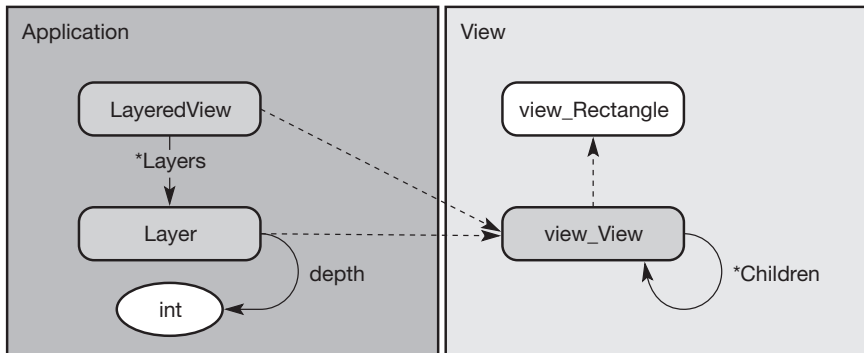 Application
LayeredView
*Layers
Layer
depth
int
View
view_Rectangle
view_View
*Children